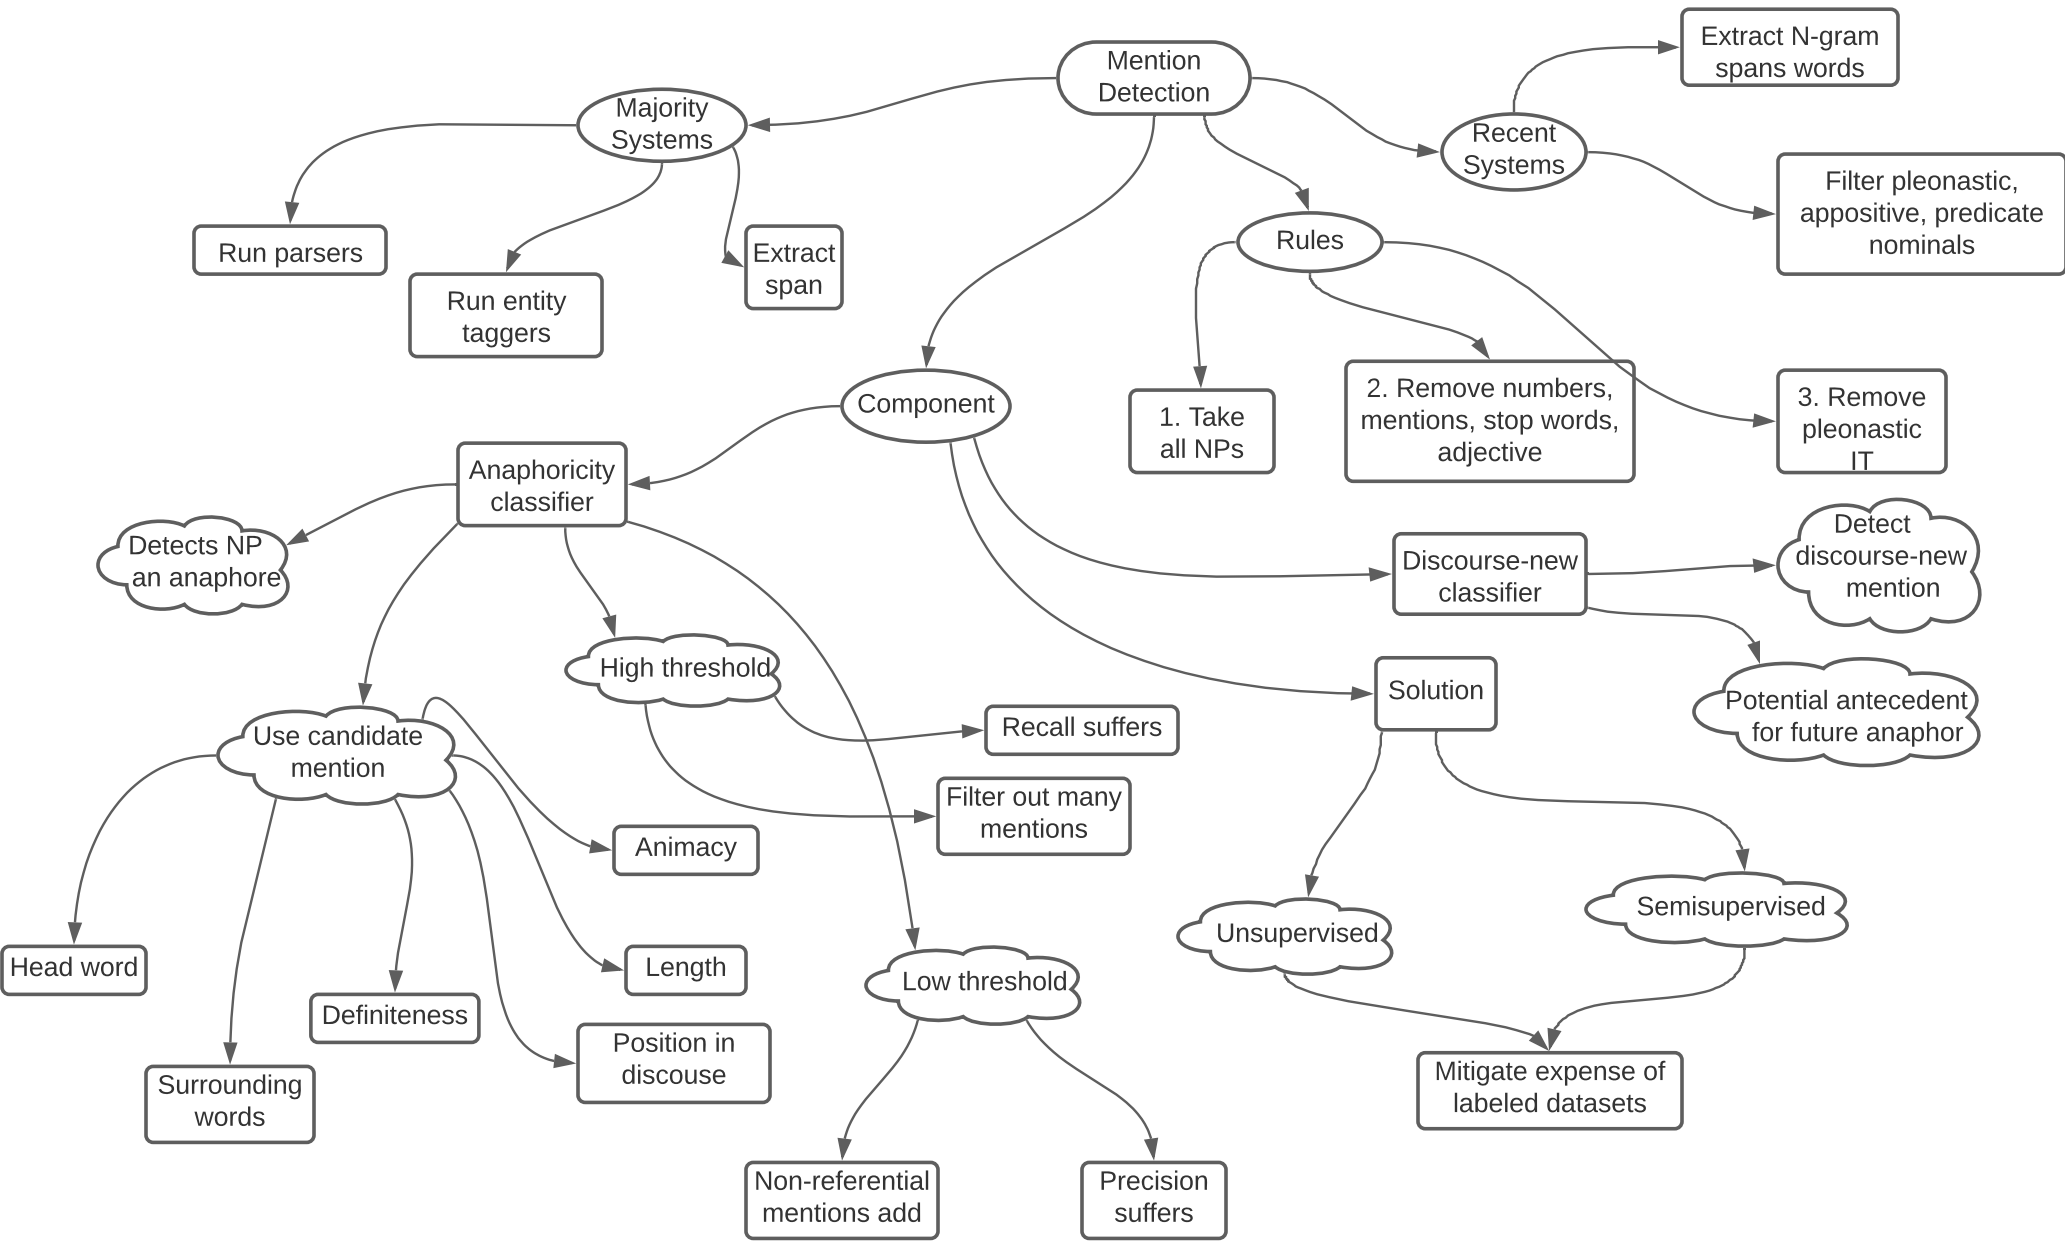 Mention
Detection
Extract N-gram
spans words
Majority
Systems
Recent
Systems
Filter pleonastic,
appositive, predicate
nominals
Run parsers
Run entity
taggers
Extract
span
Rules
Component
1. Take
all NPs
2. Remove numbers,
mentions, stop words,
adjective
3. Remove
pleonastic
IT
Anaphoricity
classifier
Detects NP
an anaphore
Discourse-new
classifier
Detect
discourse-new
mention
High threshold
Solution
Potential antecedent
for future anaphor
Use candidate
mention
Recall suffers
Filter out many
mentions
Animacy
Unsupervised
Semisupervised
Head word
Length
Low threshold
Definiteness
Position in
discouse
Surrounding
words
Mitigate expense of
labeled datasets
Non-referential
mentions add
Precision
suffers